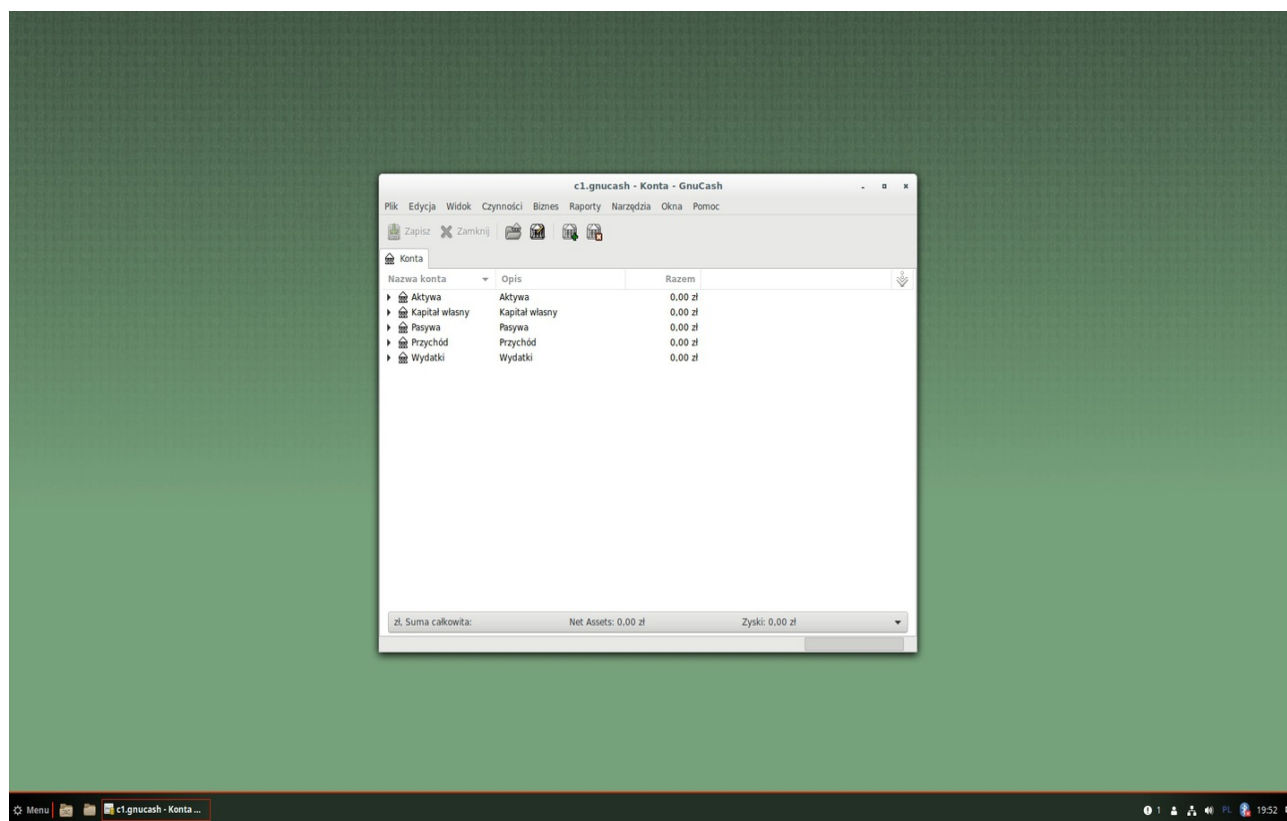 c1.gnucash - Konta - GnuCash
Plik Edycja Widok Czynności Biznes Raporty Narzędzia Okna Pomoc
Zapisz Zamknij
Konta
Nazwa konta Opis Razem
Aktywa Aktywa 0,00 zł
Kapitał własny Kapitał własny 0,00 zł
Pasywa Pasywa 0,00 zł
Przychód Przychód 0,00 zł
Wydatki Wydatki 0,00 zł
zł, Suma całkowita: Net Assets: 0,00 zł Zyski: 0,00 zł
Menu c1.gnucash - Konta ... 1 PL 19:52